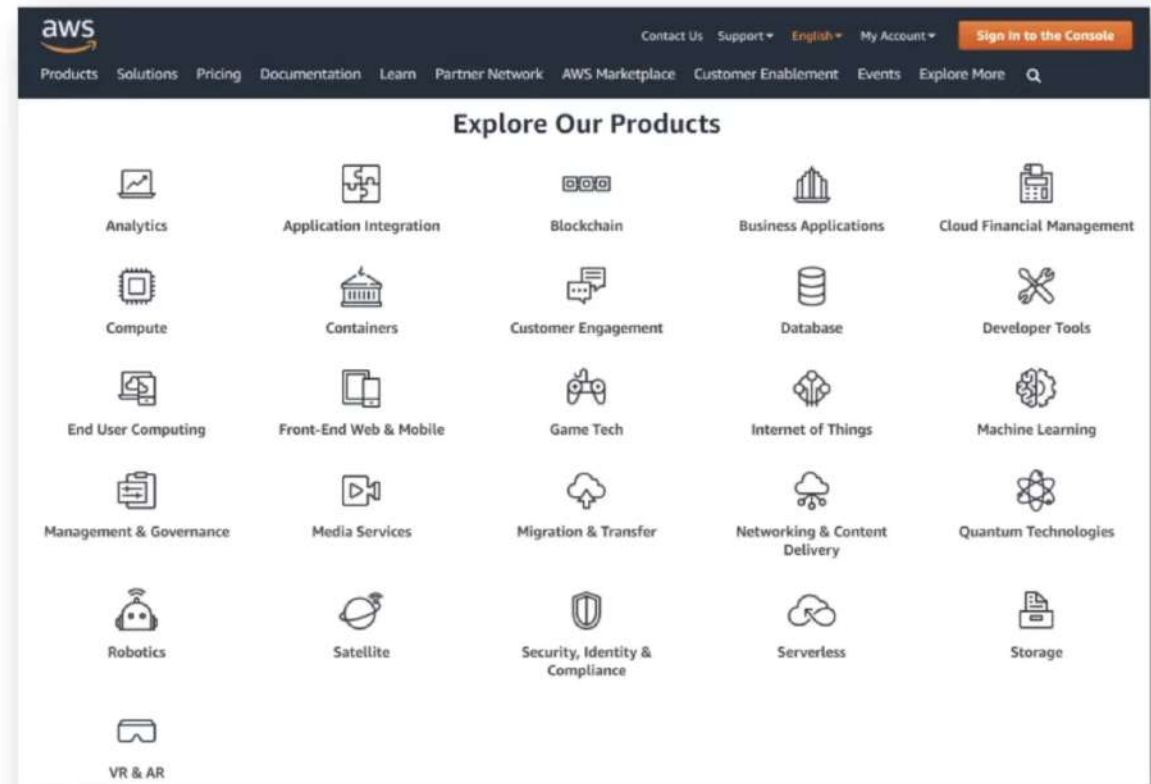 aws
Contact Us Support English My Account Sign In to the Console
Products Solutions Pricing Documentation Learn Partner Network AWS Marketplace Customer Enablement Events Explore More
Explore Our Products
Analytics Application Integration Blockchain Business Applications Cloud Financial Management
Compute Containers Customer Engagement Database Developer Tools
End User Computing Front-End Web & Mobile Game Tech Internet of Things Machine Learning
Management & Governance Media Services Migration & Transfer Networking & Content Delivery Quantum Technologies
Robotics Satellite Security, Identity & Compliance Serverless Storage
VR & AR